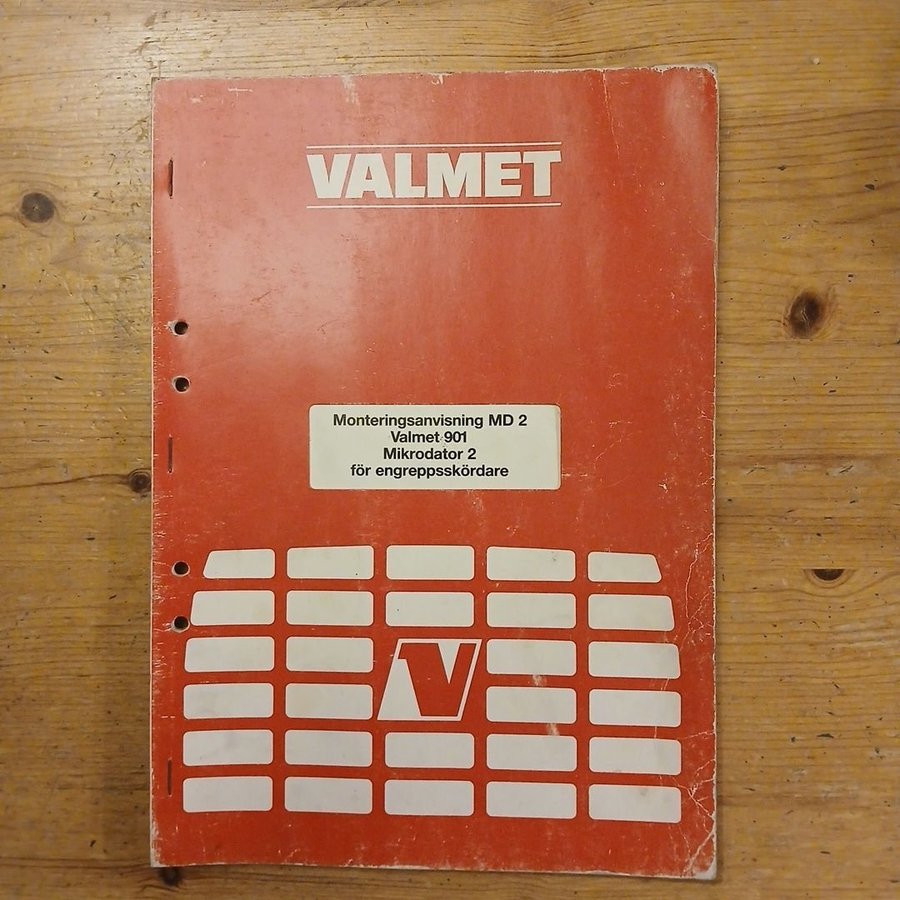 VALMET
Monteringsanvisning MD 2
Valmet 901
Mikrodator 2
för engreppsskördare
V